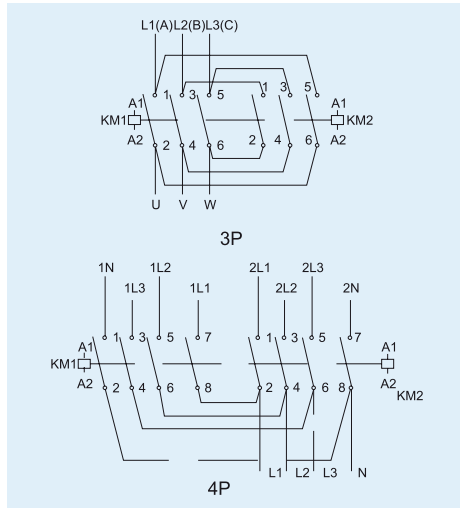 L1(A) L2(B) L3(C)
1 3 5 1 3 5
A1 A1
KM1 KM2
A2 A2
2 4 6 2 4 6
U V W
3P
1N 1L2 2L1 2L3
1L3 1L1 2L2 2N
1 3 5 7 1 3 5 7
A1 A1
KM1
A2 A2
2 4 6 8 2 4 6 8 KM2
L1 L2 L3 N
4P